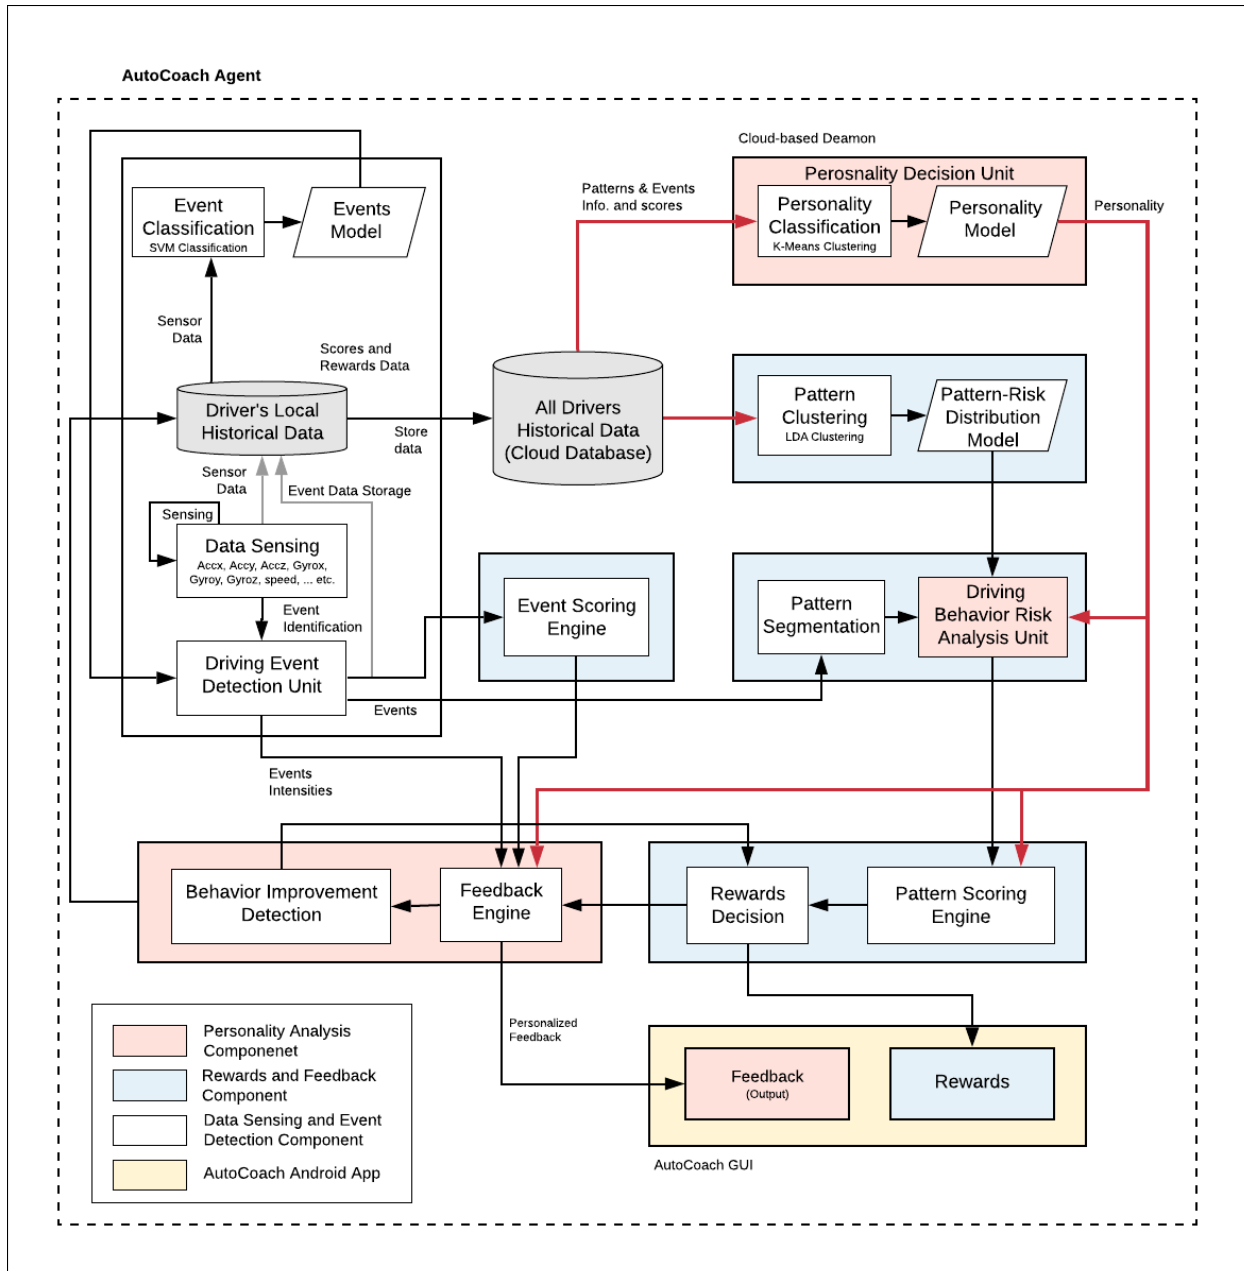 AutoCoach Agent
Cloud-based Deamon
Perosnality Decision Unit
Event
Classification
SVM Classification
Events
Model
Patterns & Events
Info. and scores
Personality
Classification
K-Means Clustering
Personality
Model
Personality
Sensor
Data
Scores and
Rewards Data
Driver's Local
Historical Data
Store
data
All Drivers
Historical Data
(Cloud Database)
Pattern
Clustering
LDA Clustering
Pattern-Risk
Distribution
Model
Sensor
Data
Event Data Storage
Sensing
Data Sensing
Accx, Accy, Accz, Gyrox,
Gyroy, Gyroz, speed, ... etc.
Event
Identification
Event Scoring
Engine
Pattern
Segmentation
Driving
Behavior Risk
Analysis Unit
Driving Event
Detection Unit
Events
Events
Intensities
Behavior Improvement
Detection
Feedback
Engine
Rewards
Decision
Pattern Scoring
Engine
Personalized
Feedback
Feedback
(Output)
Rewards
AutoCoach GUI
Personality Analysis
Componenet
Rewards and Feedback
Component
Data Sensing and Event
Detection Component
AutoCoach Android App